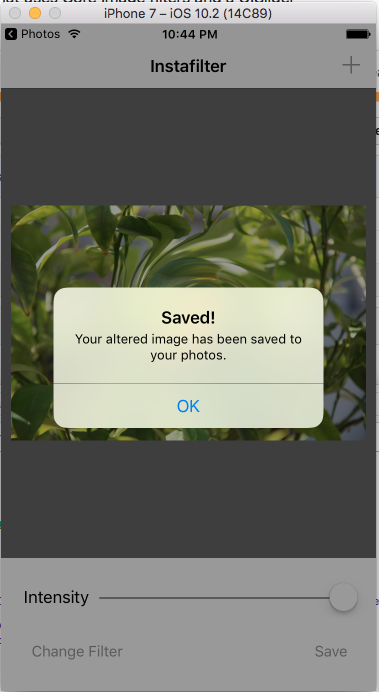 iPhone 7 – iOS 10.2 (14C89)
Photos 10:44 PM
Instafilter
Saved!
Your altered image has been saved to
your photos.
OK
Intensity
Change Filter Save